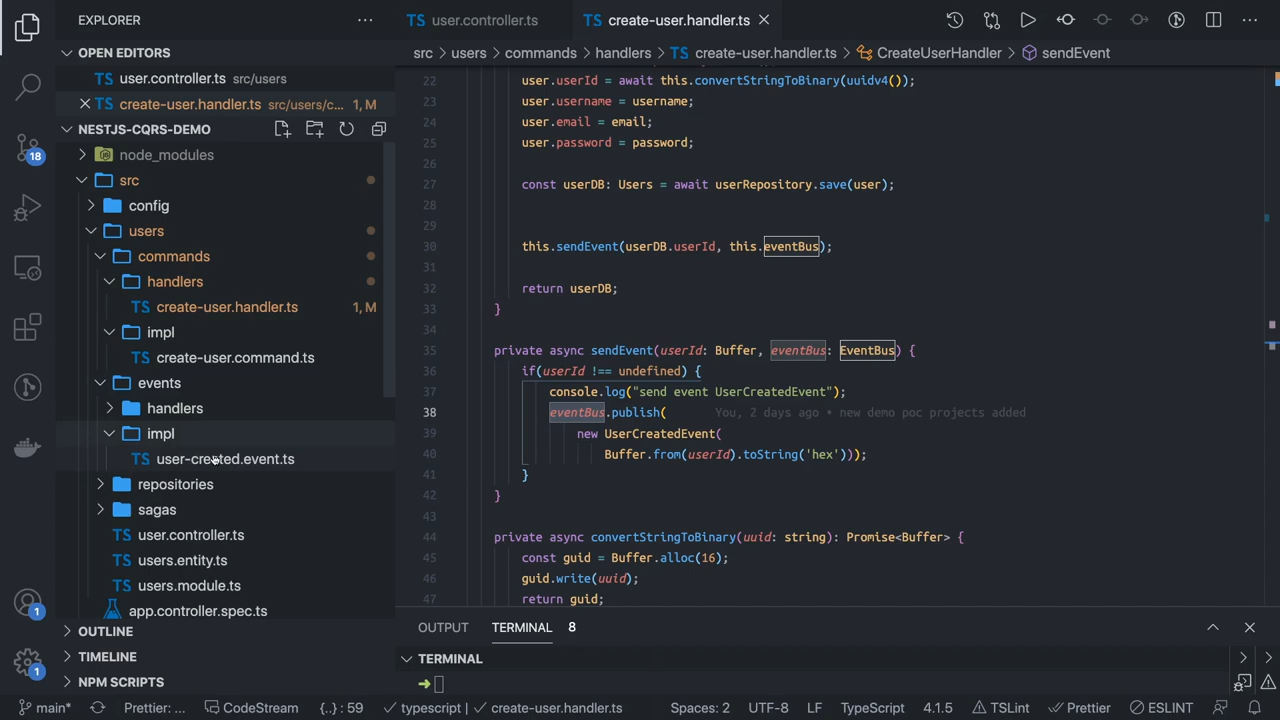 EXPLORER
OPEN EDITORS
TS user.controller.ts src/users
TS create-user.handler.ts src/users/c... 1, M
NESTJS-CQRS-DEMO
node_modules
src
config
users
commands
handlers
TS create-user.handler.ts 1, M
impl
TS create-user.command.ts
events
handlers
impl
TS user-created.event.ts
repositories
sagas
TS user.controller.ts
TS users.entity.ts
TS users.module.ts
app.controller.spec.ts
OUTLINE
TIMELINE
NPM SCRIPTS
18
1
1
TS user.controller.ts TS create-user.handler.ts
src > users > commands > handlers > TS create-user.handler.ts > CreateUserHandler > sendEvent
22 user.userId = await this.convertStringToBinary(uuidv4());
23 user.username = username;
24 user.email = email;
25 user.password = password;
26
27 const userDB: Users = await userRepository.save(user);
28
29
30 this.sendEvent(userDB.userId, this.eventBus);
31
32 return userDB;
33 }
34
35 private async sendEvent(userId: Buffer, eventBus: EventBus) {
36 if(userId !== undefined) {
37 console.log("send event UserCreatedEvent");
38 eventBus.publish( You, 2 days ago • new demo poc projects added
39 new UserCreatedEvent(
40 Buffer.from(userId).toString('hex')));
41 }
42 }
43
44 private async convertStringToBinary(uuid: string): Promise<Buffer> {
45 const guid = Buffer.alloc(16);
46 guid.write(uuid);
47 return guid;
OUTPUT TERMINAL 8
TERMINAL
main* Prettier: ... CodeStream {..} : 59 typescript | create-user.handler.ts Spaces: 2 UTF-8 LF TypeScript 4.1.5 TSLint Prettier ESLINT